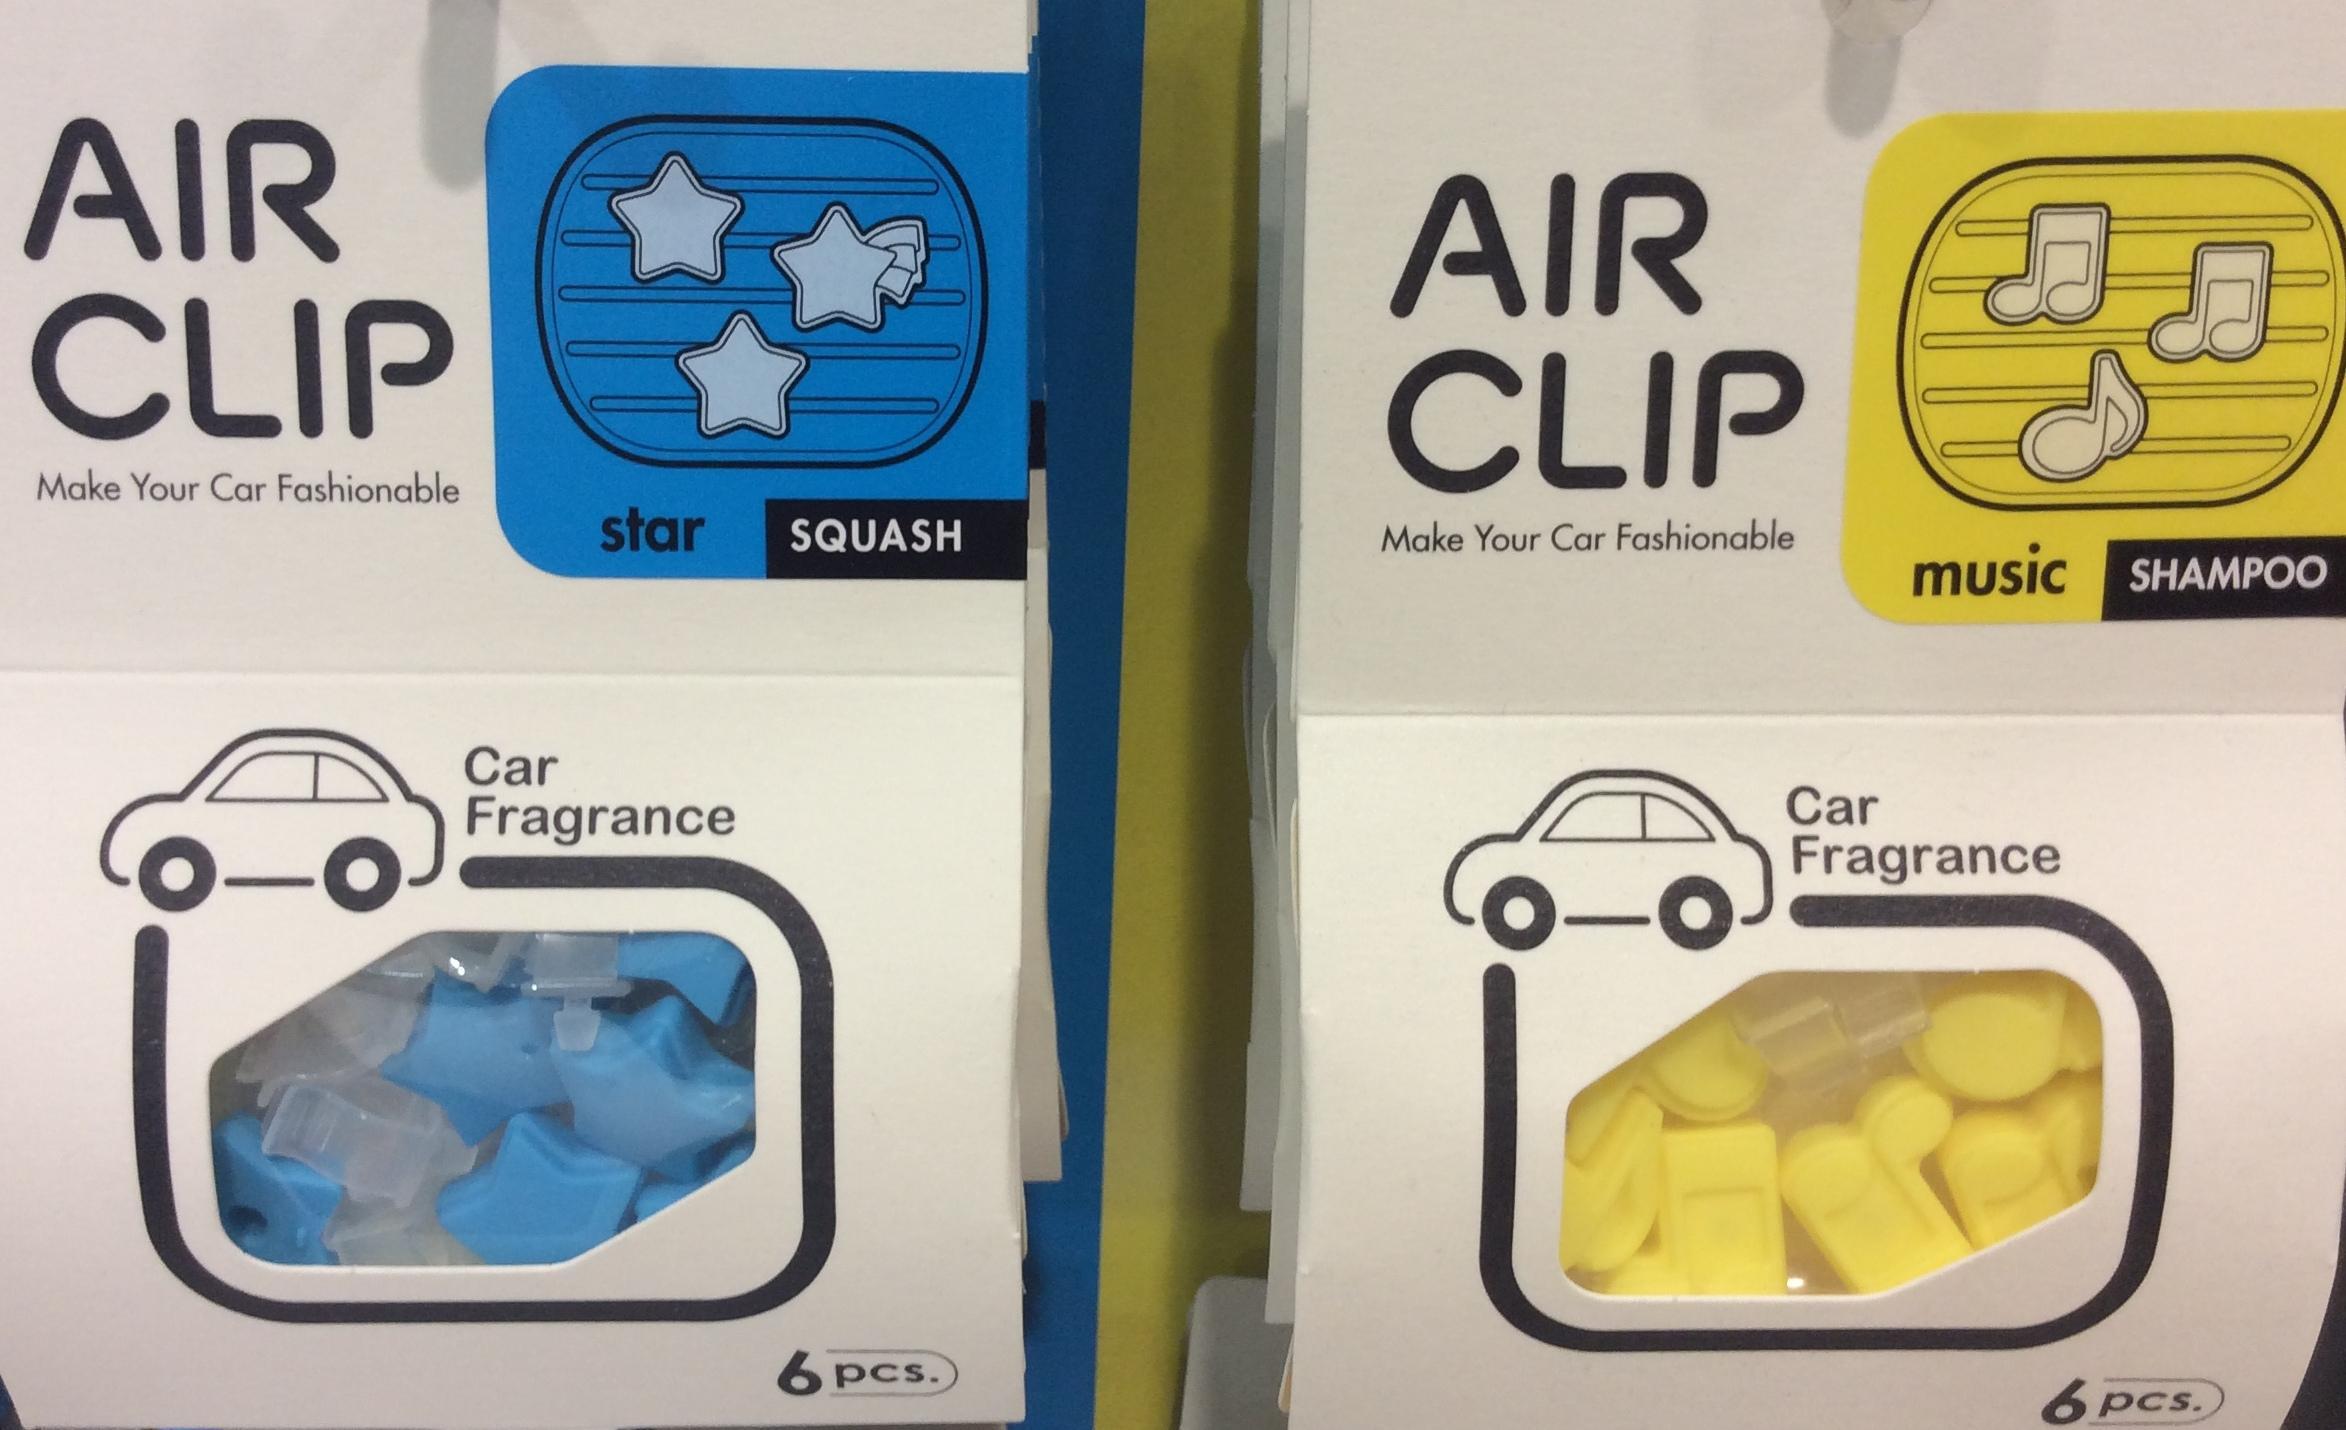 AIR
CLIP
Make Your Car Fashionable
star SQUASH
Car
Fragrance
6 pcs.
AIR
CLIP
Make Your Car Fashionable
music SHAMPOO
Car
Fragrance
6 pcs.